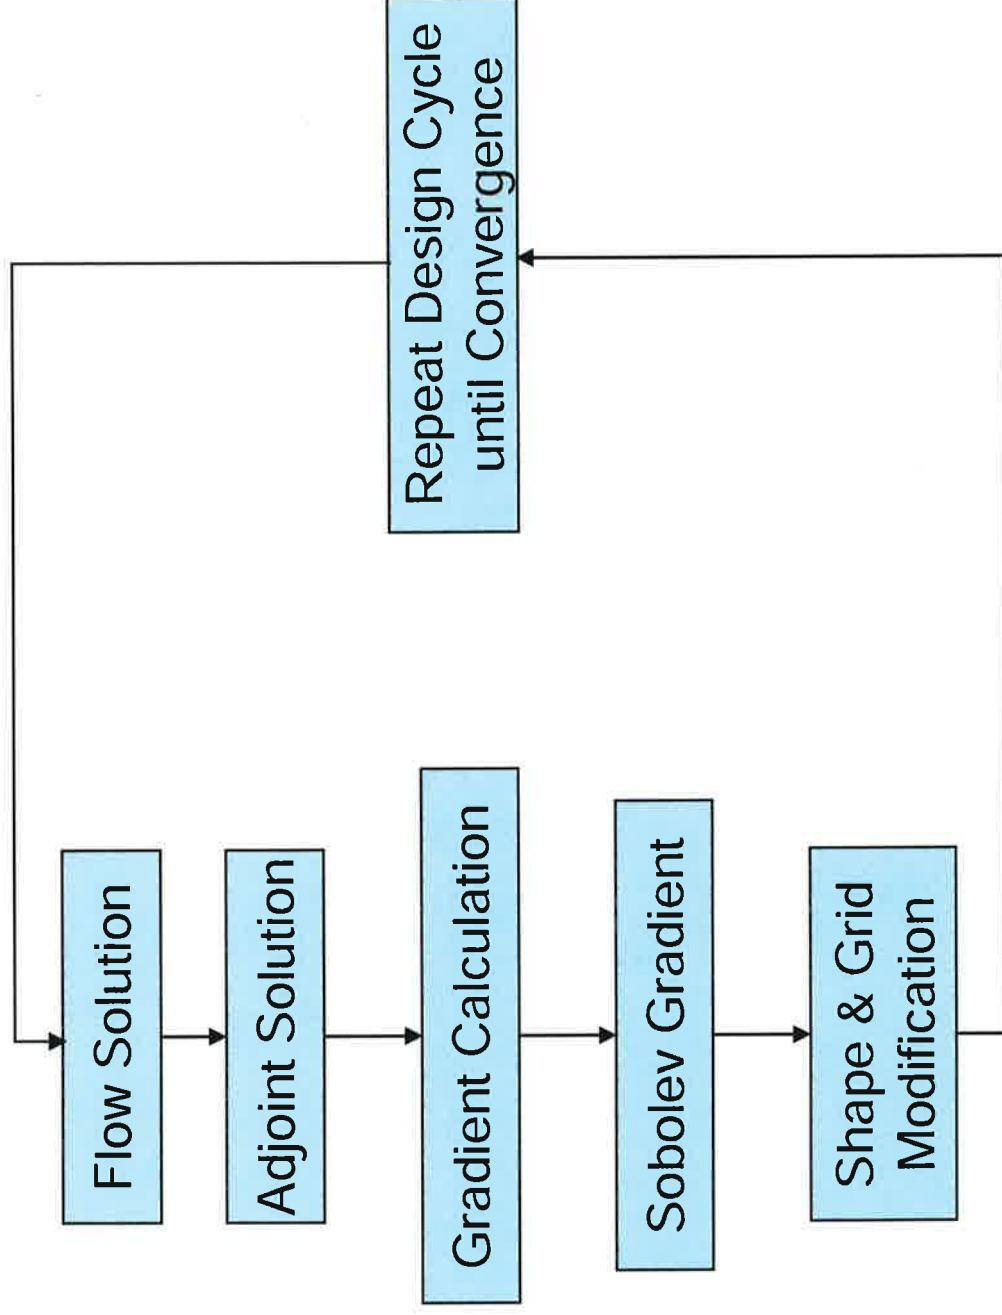 Flow Solution
Adjoint Solution
Gradient Calculation
Sobolev Gradient
Shape & Grid
Modification
Repeat Design Cycle
until Convergence